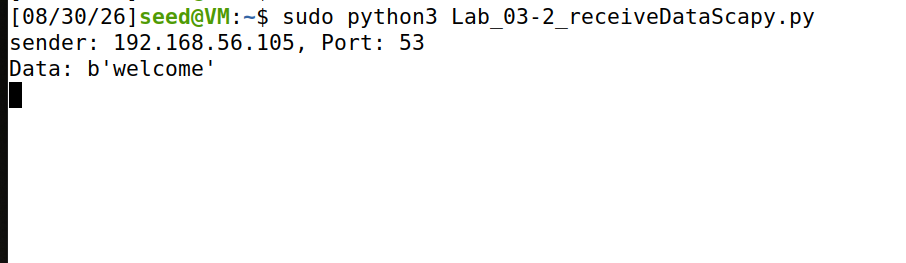 [08/30/26]seed@VM:~$ sudo python3 Lab_03-2_receiveDataScapy.py
sender: 192.168.56.105, Port: 53
Data: b'welcome'